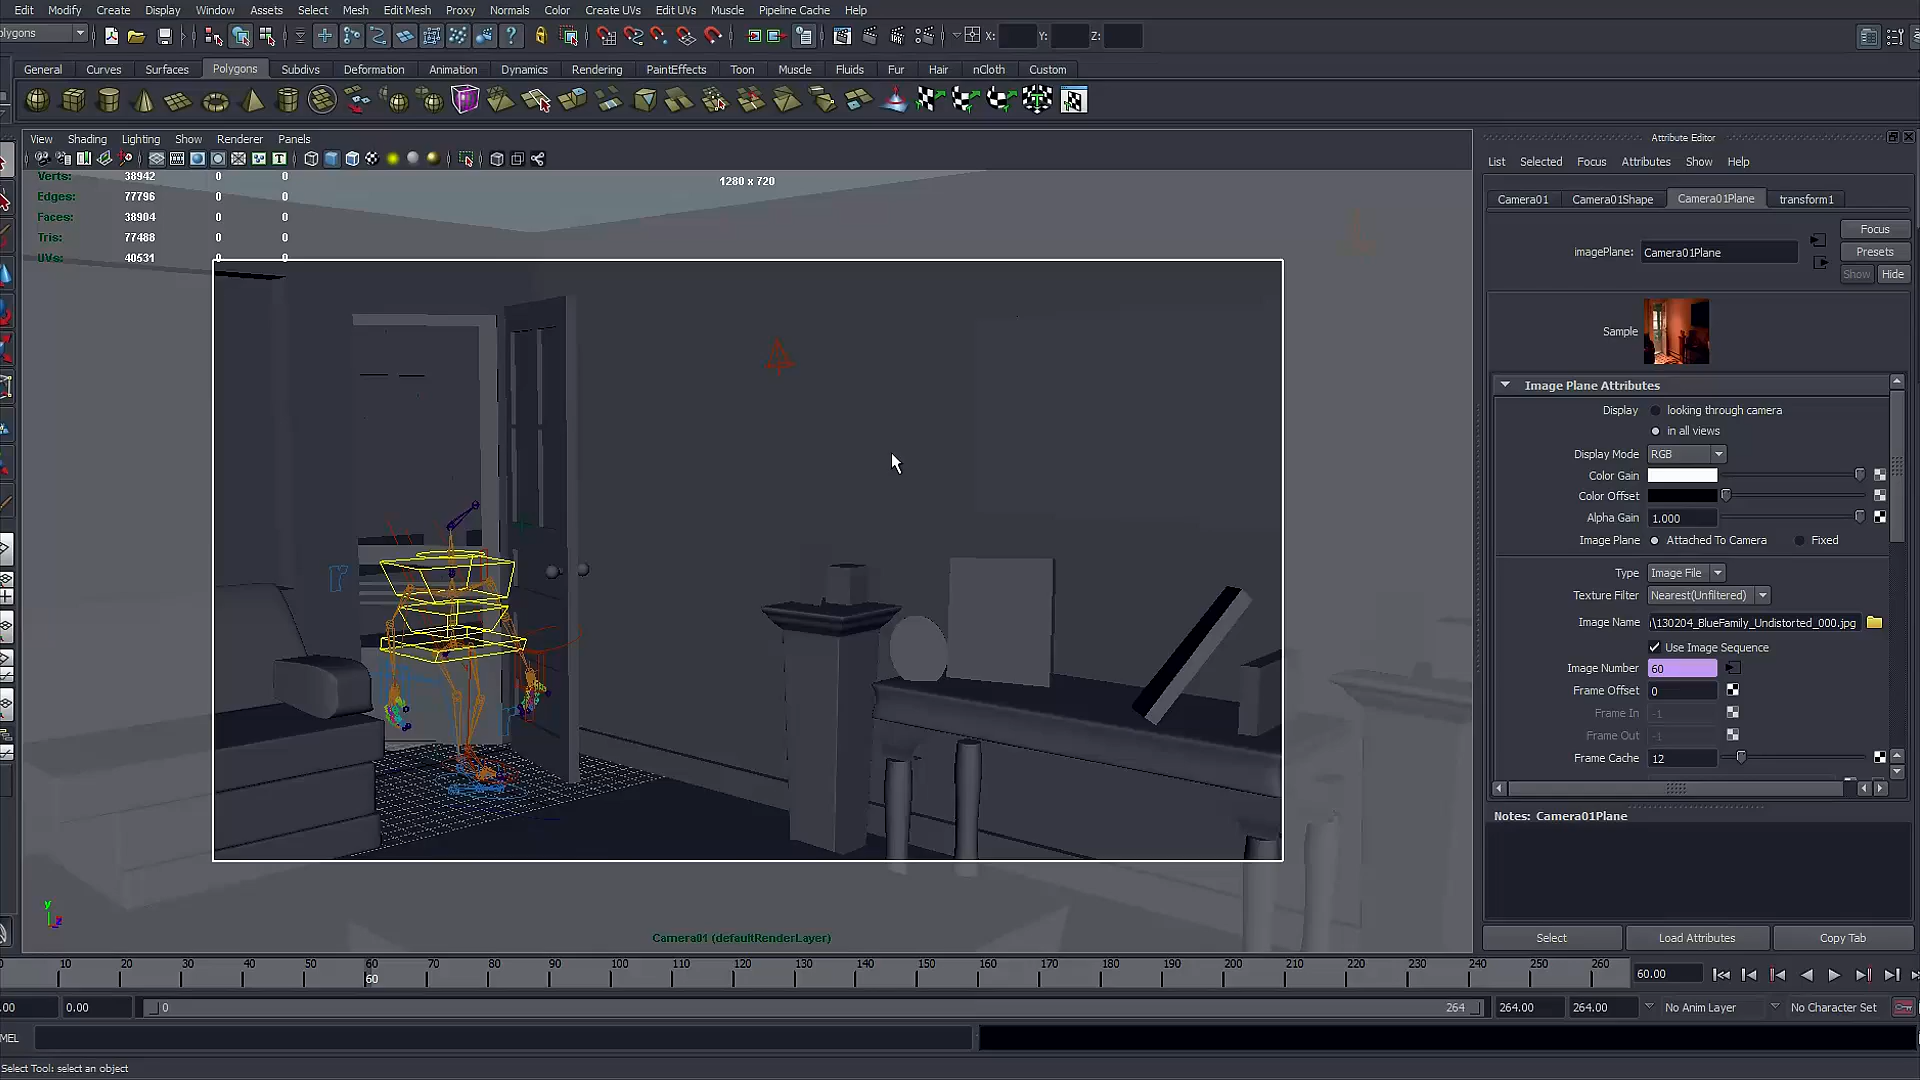 Edit Modify Create Display Window Assets Select Mesh Edit Mesh Proxy Normals Color Create UVs Edit UVs Muscle Pipeline Cache Help
olygons X: Y: Z:
General Curves Surfaces Polygons Subdivs Deformation Animation Dynamics Rendering PaintEffects Toon Muscle Fluids Fur Hair nCloth Custom
View Shading Lighting Show Renderer Panels
Verts: 38942 0 0
Edges: 77796 0 0
Faces: 38904 0 0
Tris: 77488 0 0
UVs: 40531 0 0
1280 x 720
Camera01 (defaultRenderLayer)
Attribute Editor
List Selected Focus Attributes Show Help
Camera01 Camera01Shape Camera01Plane transform1
Focus
imagePlane: Camera01Plane
Presets
Show Hide
Sample
Image Plane Attributes
Display looking through camera
in all views
Display Mode RGB
Color Gain
Color Offset
Alpha Gain 1.000
Image Plane Attached To Camera Fixed
Type Image File
Texture Filter Nearest(Unfiltered)
Image Name \130204_BlueFamily_Undistorted_000.jpg
Use Image Sequence
Image Number 60
Frame Offset 0
Frame In -1
Frame Out -1
Frame Cache 12
Notes: Camera01Plane
Select Load Attributes Copy Tab
10 20 30 40 50 60 70 80 90 100 110 120 130 140 150 160 170 180 190 200 210 220 230 240 250 260
60
60.00
.00 0.00 0 264 264.00 264.00 No Anim Layer No Character Set
MEL
Select Tool: select an object